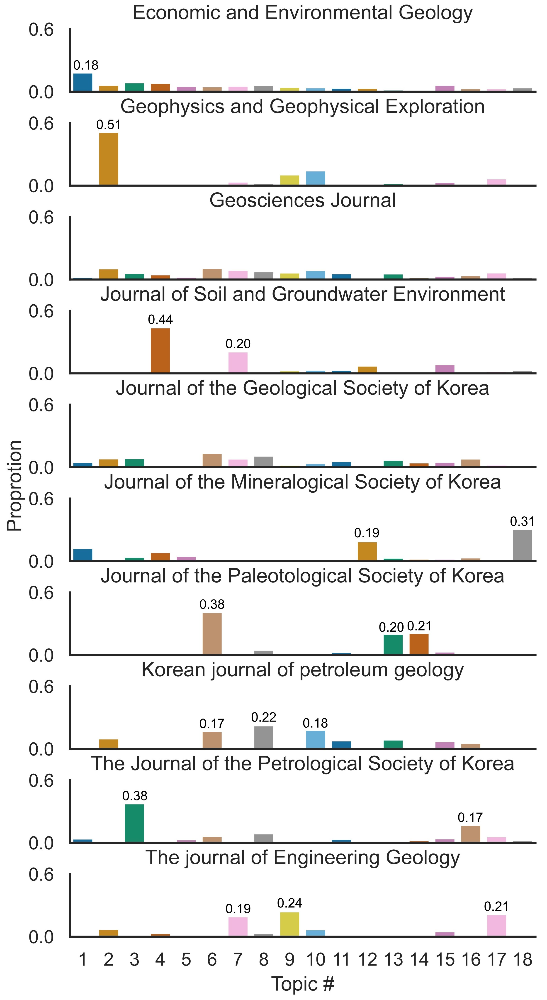 Economic and Environmental Geology
0.6
0.18
0.0
Geophysics and Geophysical Exploration
0.6
0.51
0.0
Geosciences Journal
0.6
0.0
Journal of Soil and Groundwater Environment
0.6
0.44
0.20
0.0
Journal of the Geological Society of Korea
0.6
0.0
Proprotion
Journal of the Mineralogical Society of Korea
0.6
0.19
0.31
0.0
Journal of the Paleotological Society of Korea
0.6
0.38
0.20 0.21
0.0
Korean journal of petroleum geology
0.6
0.17
0.22
0.18
0.0
The Journal of the Petrological Society of Korea
0.6
0.38
0.17
0.0
The journal of Engineering Geology
0.6
0.19
0.24
0.21
0.0
1 2 3 4 5 6 7 8 9 10 11 12 13 14 15 16 17 18
Topic #